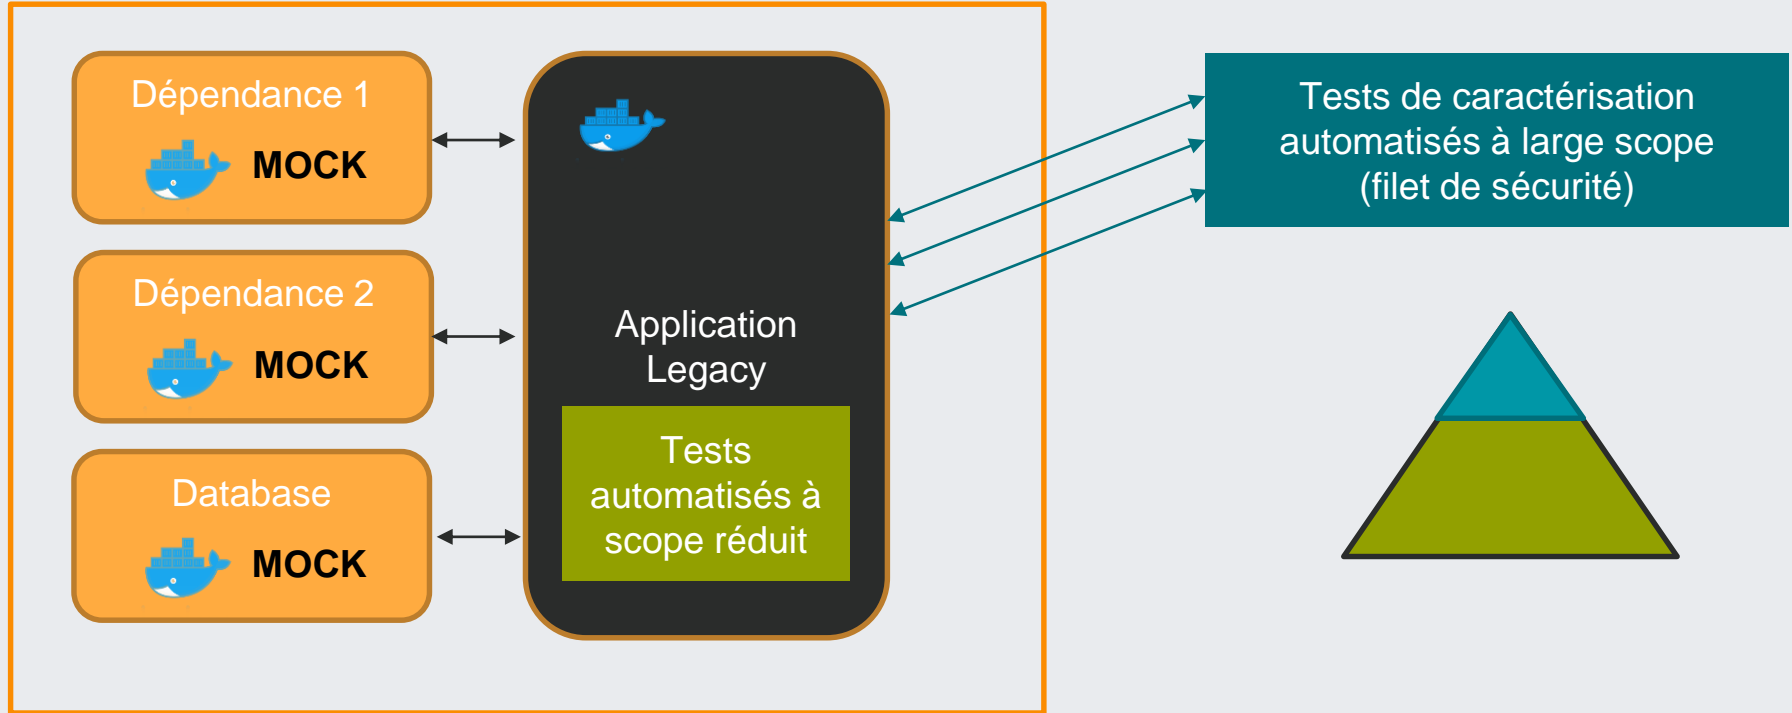 Dépendance 1
MOCK
Dépendance 2
MOCK
Database
MOCK
Application
Legacy
Tests
automatisés à
scope réduit
Tests de caractérisation
automatisés à large scope
(filet de sécurité)